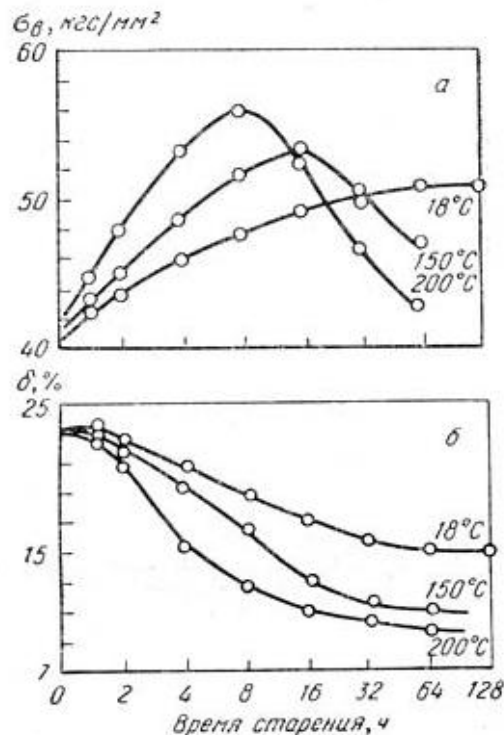 σв, кгс/мм²
60
а
50
18°C
150°C
200°C
40
δ, %
25
б
18°C
15
150°C
200°C
7
0 2 4 8 16 32 64 128
Время старения, ч